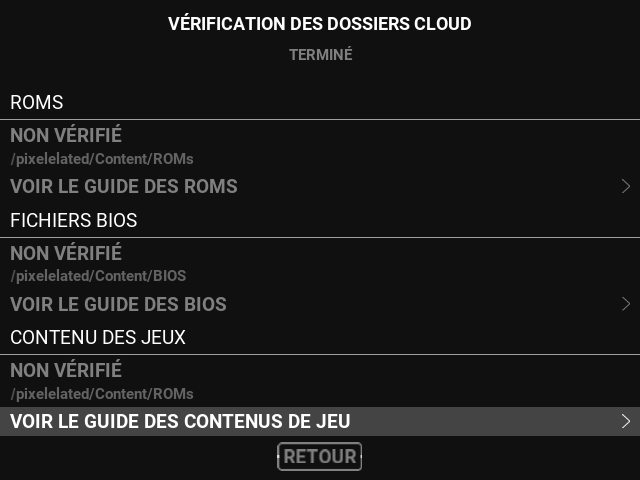 VÉRIFICATION DES DOSSIERS CLOUD
TERMINÉ
ROMS
NON VÉRIFIÉ
/pixelelated/Content/ROMs
VOIR LE GUIDE DES ROMS
FICHIERS BIOS
NON VÉRIFIÉ
/pixelelated/Content/BIOS
VOIR LE GUIDE DES BIOS
CONTENU DES JEUX
NON VÉRIFIÉ
/pixelelated/Content/ROMs
VOIR LE GUIDE DES CONTENUS DE JEU
RETOUR